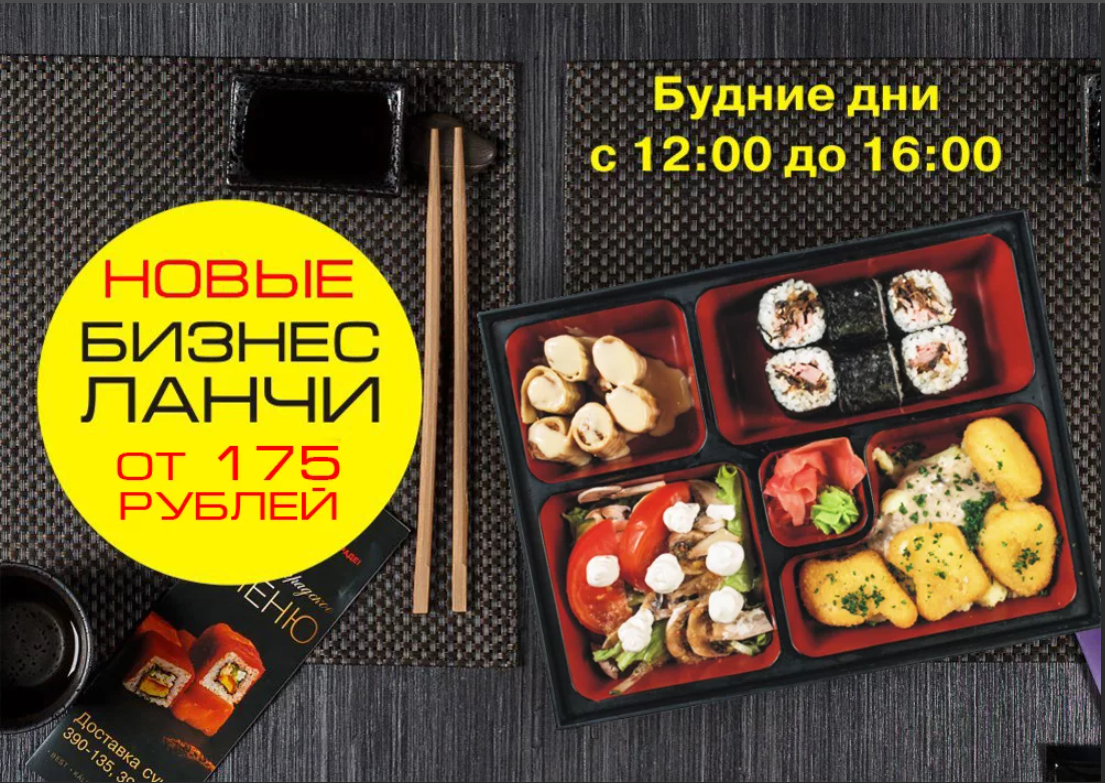 Будние дни
с 12:00 до 16:00
НОВЫЕ
БИЗНЕС
ЛАНЧИ
ОТ 175
РУБЛЕЙ
МЕНЮ
Доставка
390-135,